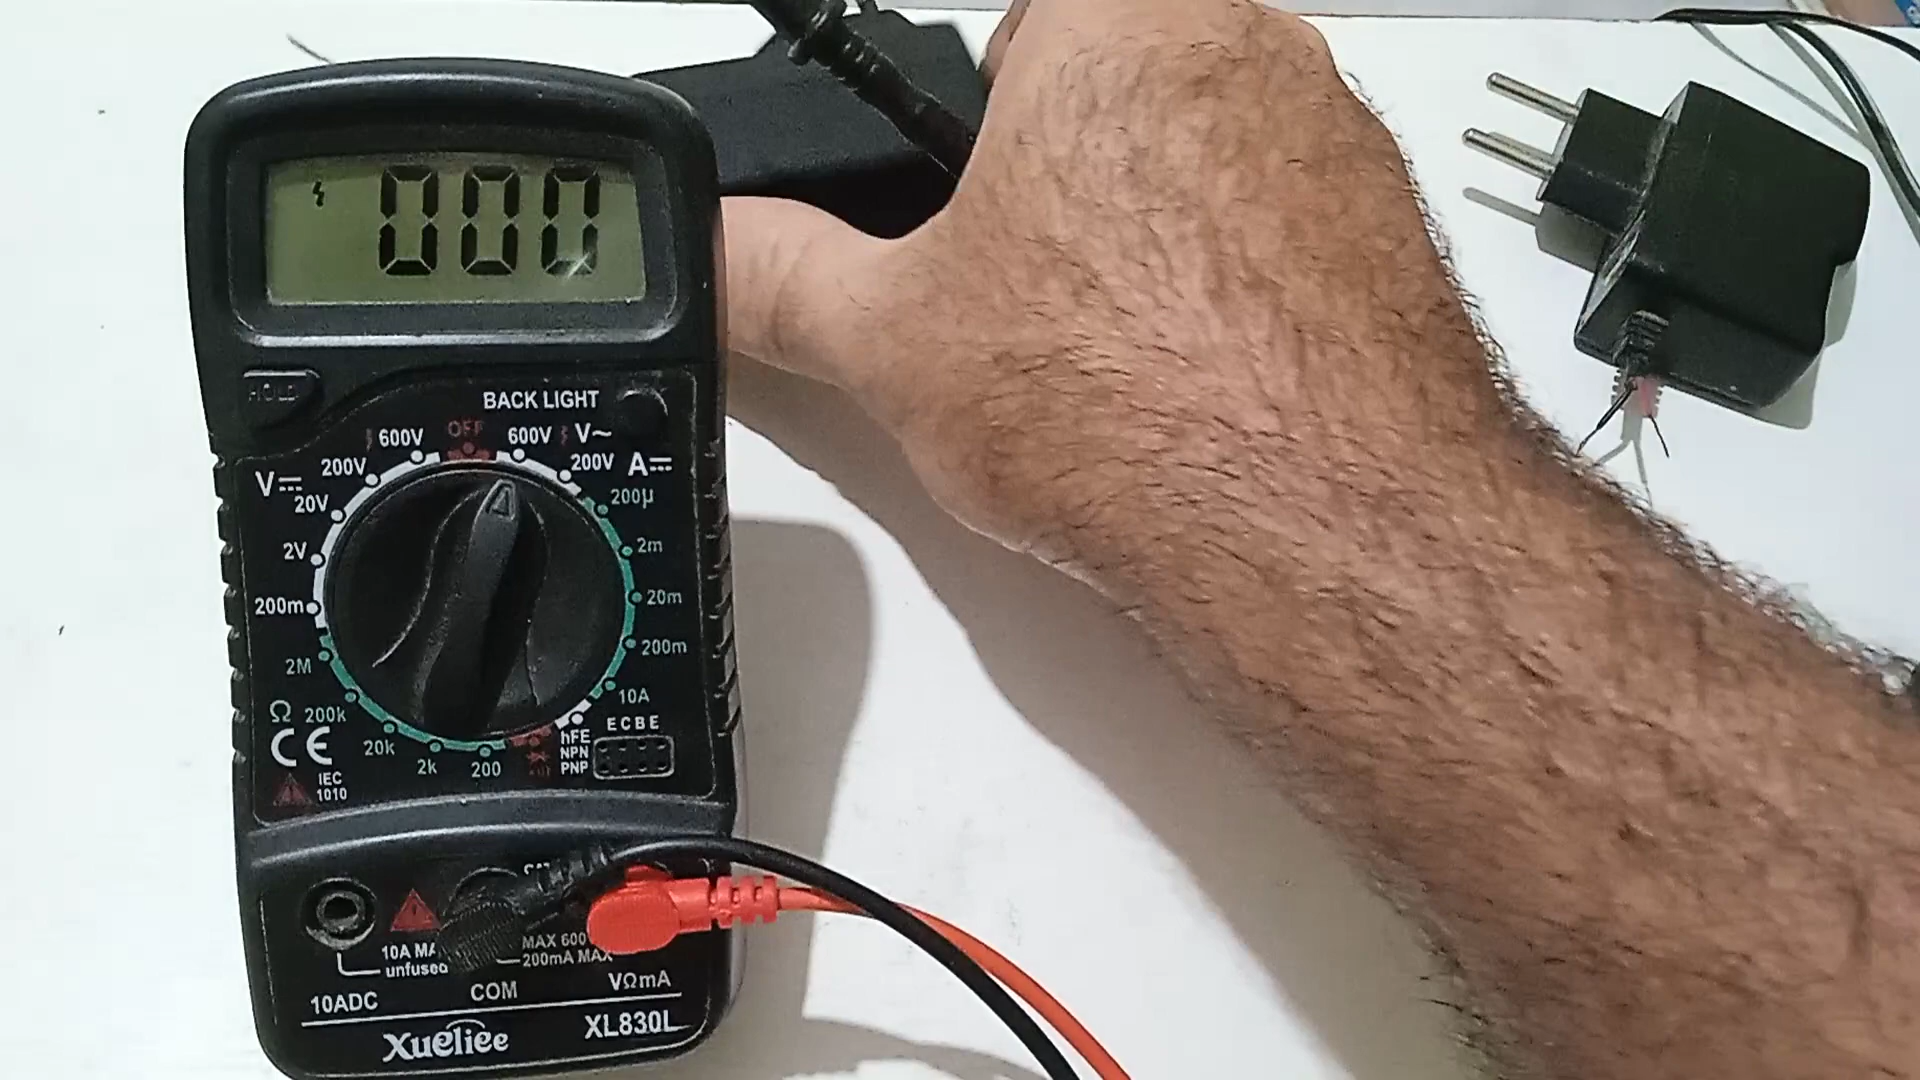 000
HOLD
BACK LIGHT
600V OFF 600V V~
200V 200V A
V
20V 200µ
2V 2m
200m 20m
2M 200m
Ω 200k 10A
20k 2k 200 hFE E C B E
NPN
PNP
CE
IEC
1010
10A MA
unfused
MAX 600
200mA MAX
10ADC COM VΩmA
Xueliee XL830L